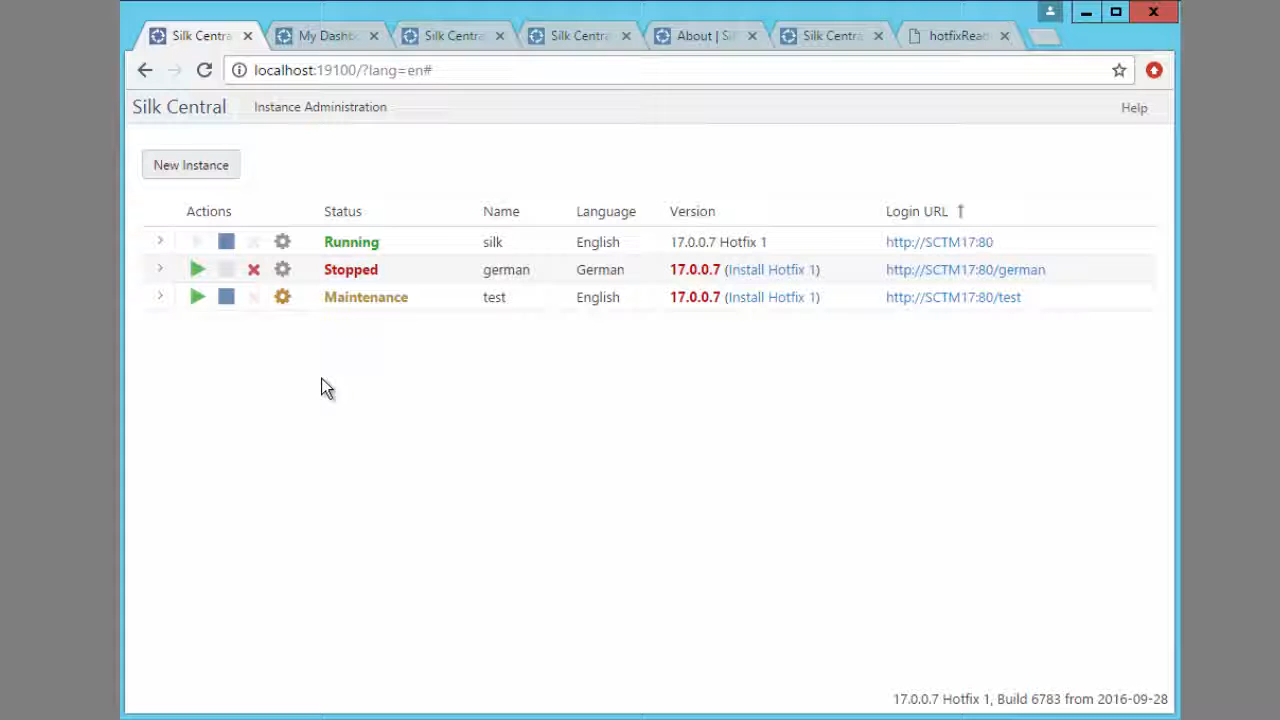 Silk Centra My Dashb Silk Centra Silk Centra About | Sil Silk Centra hotfixRead
localhost:19100/?lang=en#
Silk Central Instance Administration Help
New Instance
Actions Status Name Language Version Login URL
Running silk English 17.0.0.7 Hotfix 1 http://SCTM17:80
Stopped german German 17.0.0.7 (Install Hotfix 1) http://SCTM17:80/german
Maintenance test English 17.0.0.7 (Install Hotfix 1) http://SCTM17:80/test
17.0.0.7 Hotfix 1, Build 6783 from 2016-09-28